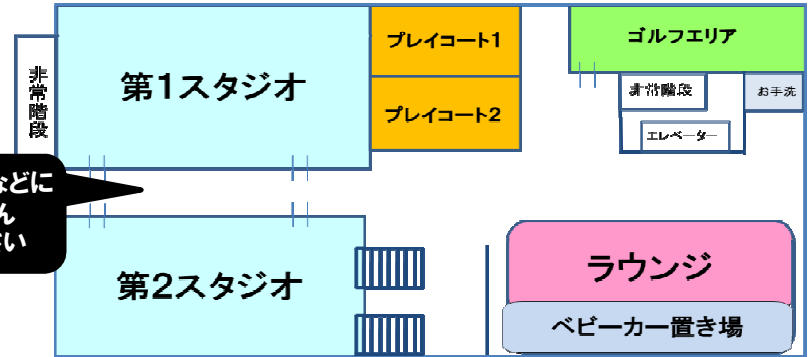 プレイコート1
ゴルフエリア
非常階段
第1スタジオ
非常階段
お手洗
プレイコート2
エレベーター
などに
ん
さい
第2スタジオ
ラウンジ
ベビーカー置き場